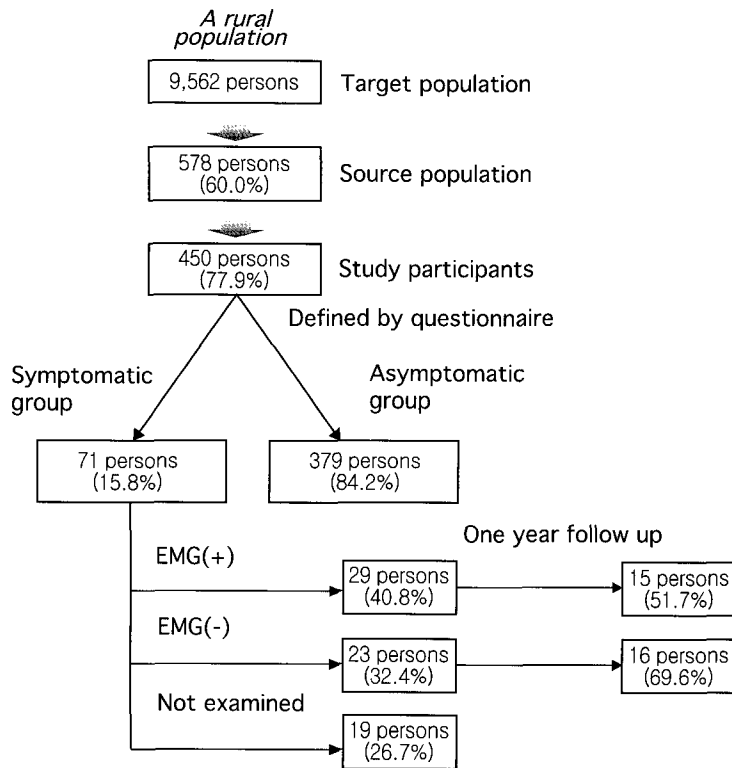 A rural
population
9,562 persons
Target population
578 persons
(60.0%)
Source population
450 persons
(77.9%)
Study participants
Defined by questionnaire
Symptomatic
group
Asymptomatic
group
71 persons
(15.8%)
379 persons
(84.2%)
One year follow up
EMG(+)
29 persons
(40.8%)
15 persons
(51.7%)
EMG(-)
23 persons
(32.4%)
16 persons
(69.6%)
Not examined
19 persons
(26.7%)